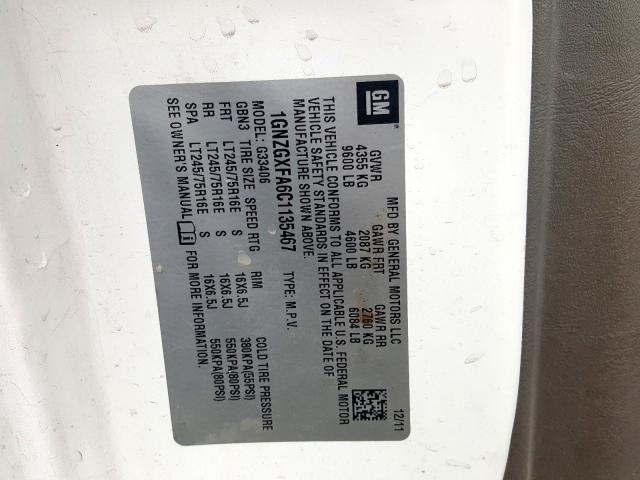 GM
MFD BY GENERAL MOTORS LLC
12/11
GVWR GAWR FRT GAWR RR
4355 KG 2087 KG 2760 KG
9600 LB 4600 LB 6084 LB
THIS VEHICLE CONFORMS TO ALL APPLICABLE U.S. FEDERAL MOTOR
VEHICLE SAFETY STANDARDS IN EFFECT ON THE DATE OF
MANUFACTURE SHOWN ABOVE.
1GNZGXFA6C1135467 TYPE: M.P.V.
MODEL: G33406
GBN3 TIRE SIZE SPEED RTG RIM COLD TIRE PRESSURE
FRT LT245/75R16E S 16X6.5J 380KPA(55PSI)
RR LT245/75R16E S 16X6.5J 550KPA(80PSI)
SPA LT245/75R16E S 16X6.5J 550KPA(80PSI)
SEE OWNER'S MANUAL FOR MORE INFORMATION.